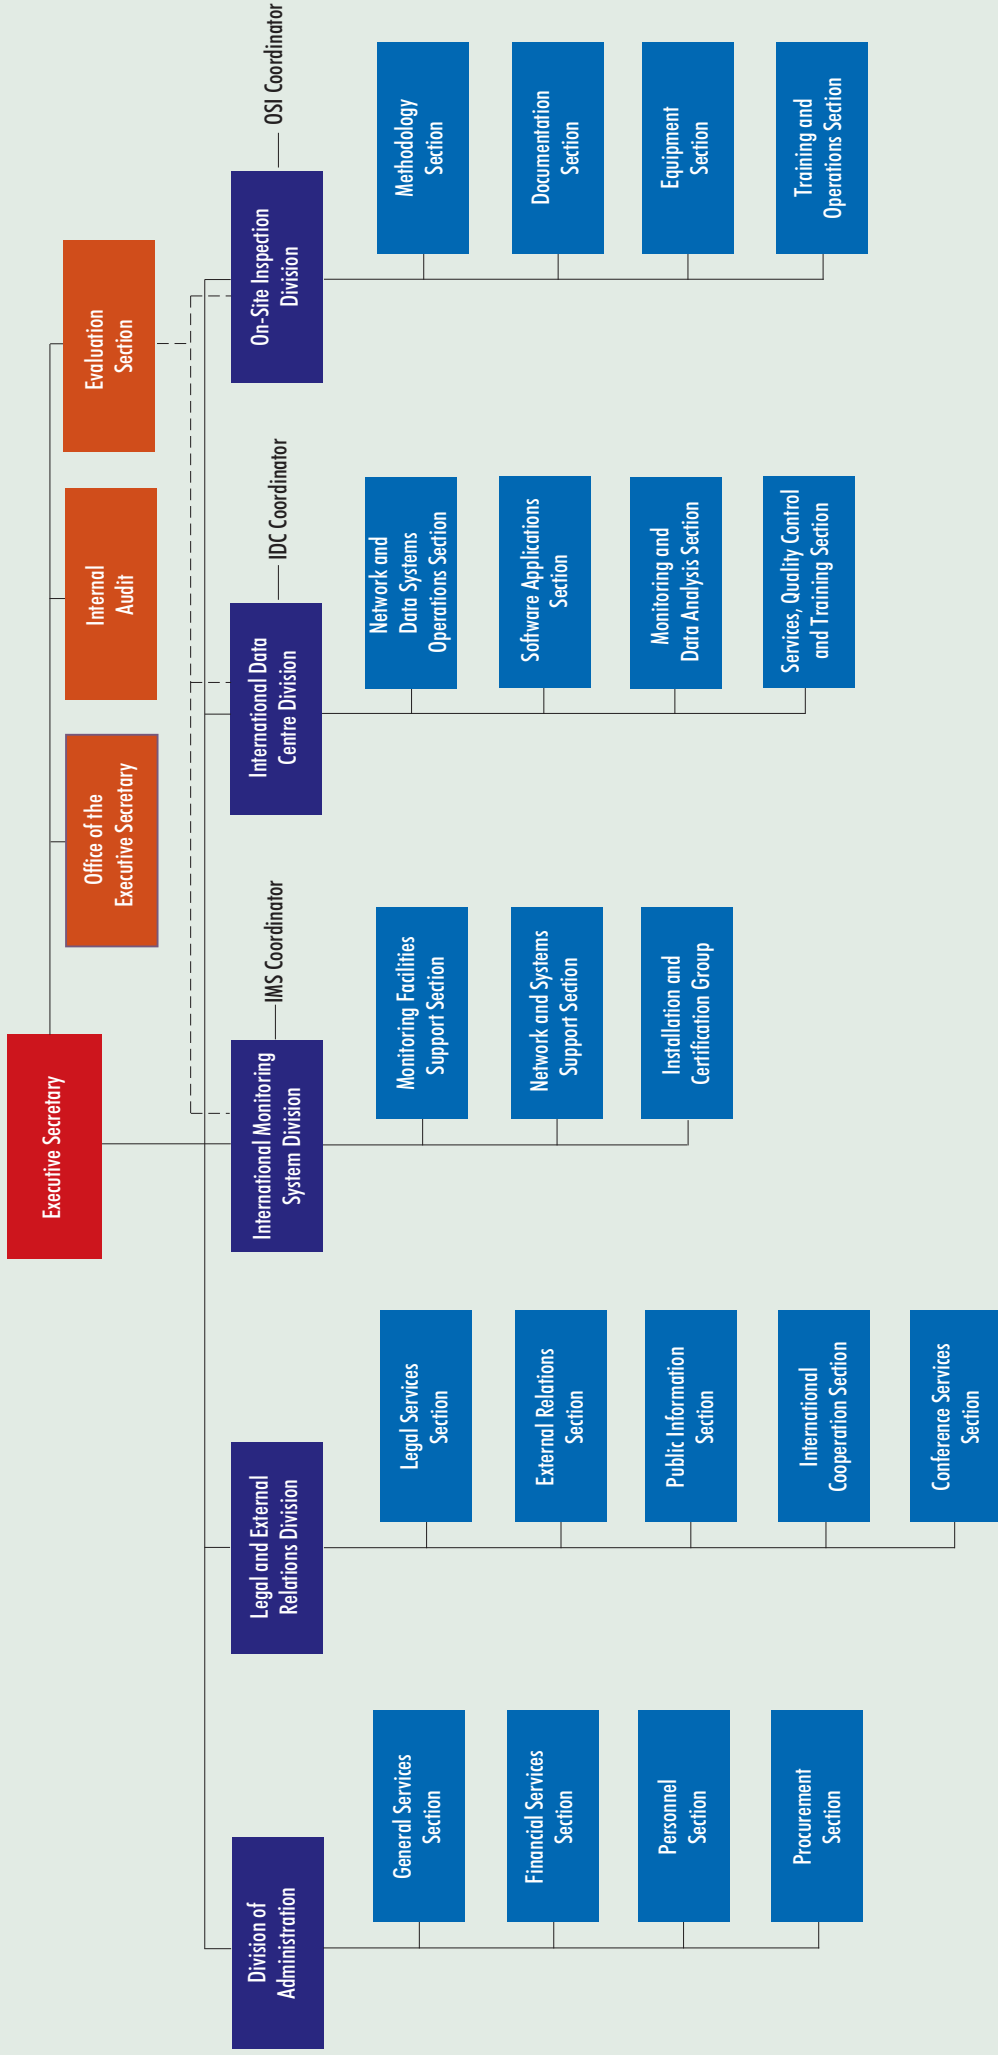 Executive Secretary
Office of the
Executive Secretary
Internal
Audit
Evaluation
Section
Division of
Administration
General Services
Section
Financial Services
Section
Personnel
Section
Procurement
Section
Legal and External
Relations Division
Legal Services
Section
External Relations
Section
Public Information
Section
International
Cooperation Section
Conference Services
Section
International Monitoring
System Division
IMS Coordinator
Monitoring Facilities
Support Section
Network and Systems
Support Section
Installation and
Certification Group
International Data
Centre Division
IDC Coordinator
Network and
Data Systems
Operations Section
Software Applications
Section
Monitoring and
Data Analysis Section
Services, Quality Control
and Training Section
On-Site Inspection
Division
OSI Coordinator
Methodology
Section
Documentation
Section
Equipment
Section
Training and
Operations Section